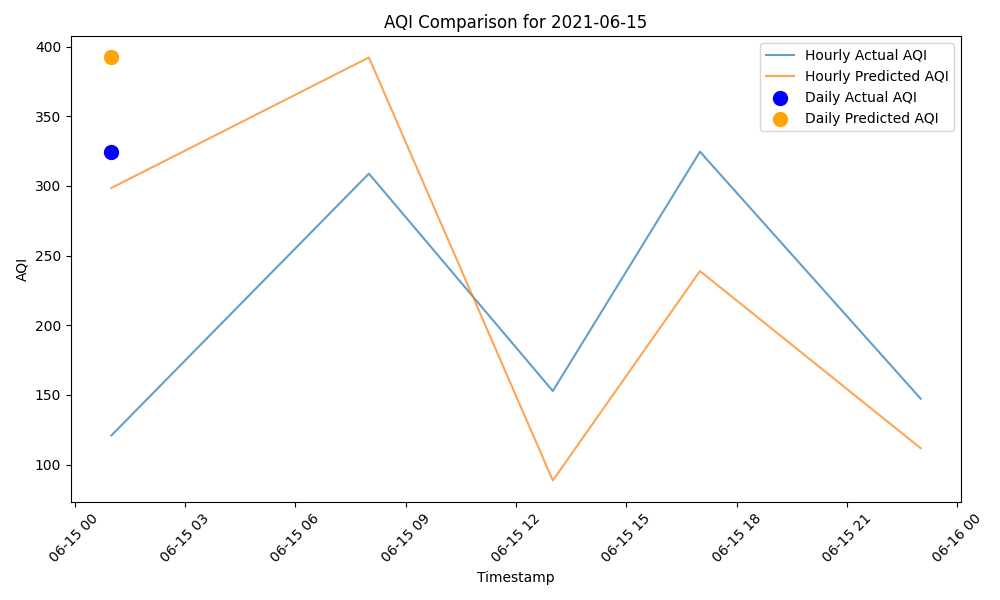 AQI Comparison for 2021-06-15
Hourly Actual AQI
Hourly Predicted AQI
Daily Actual AQI
Daily Predicted AQI
AQI
400
350
300
250
200
150
100
06-15 00
06-15 03
06-15 06
06-15 09
06-15 12
06-15 15
06-15 18
06-15 21
06-16 00
Timestamp